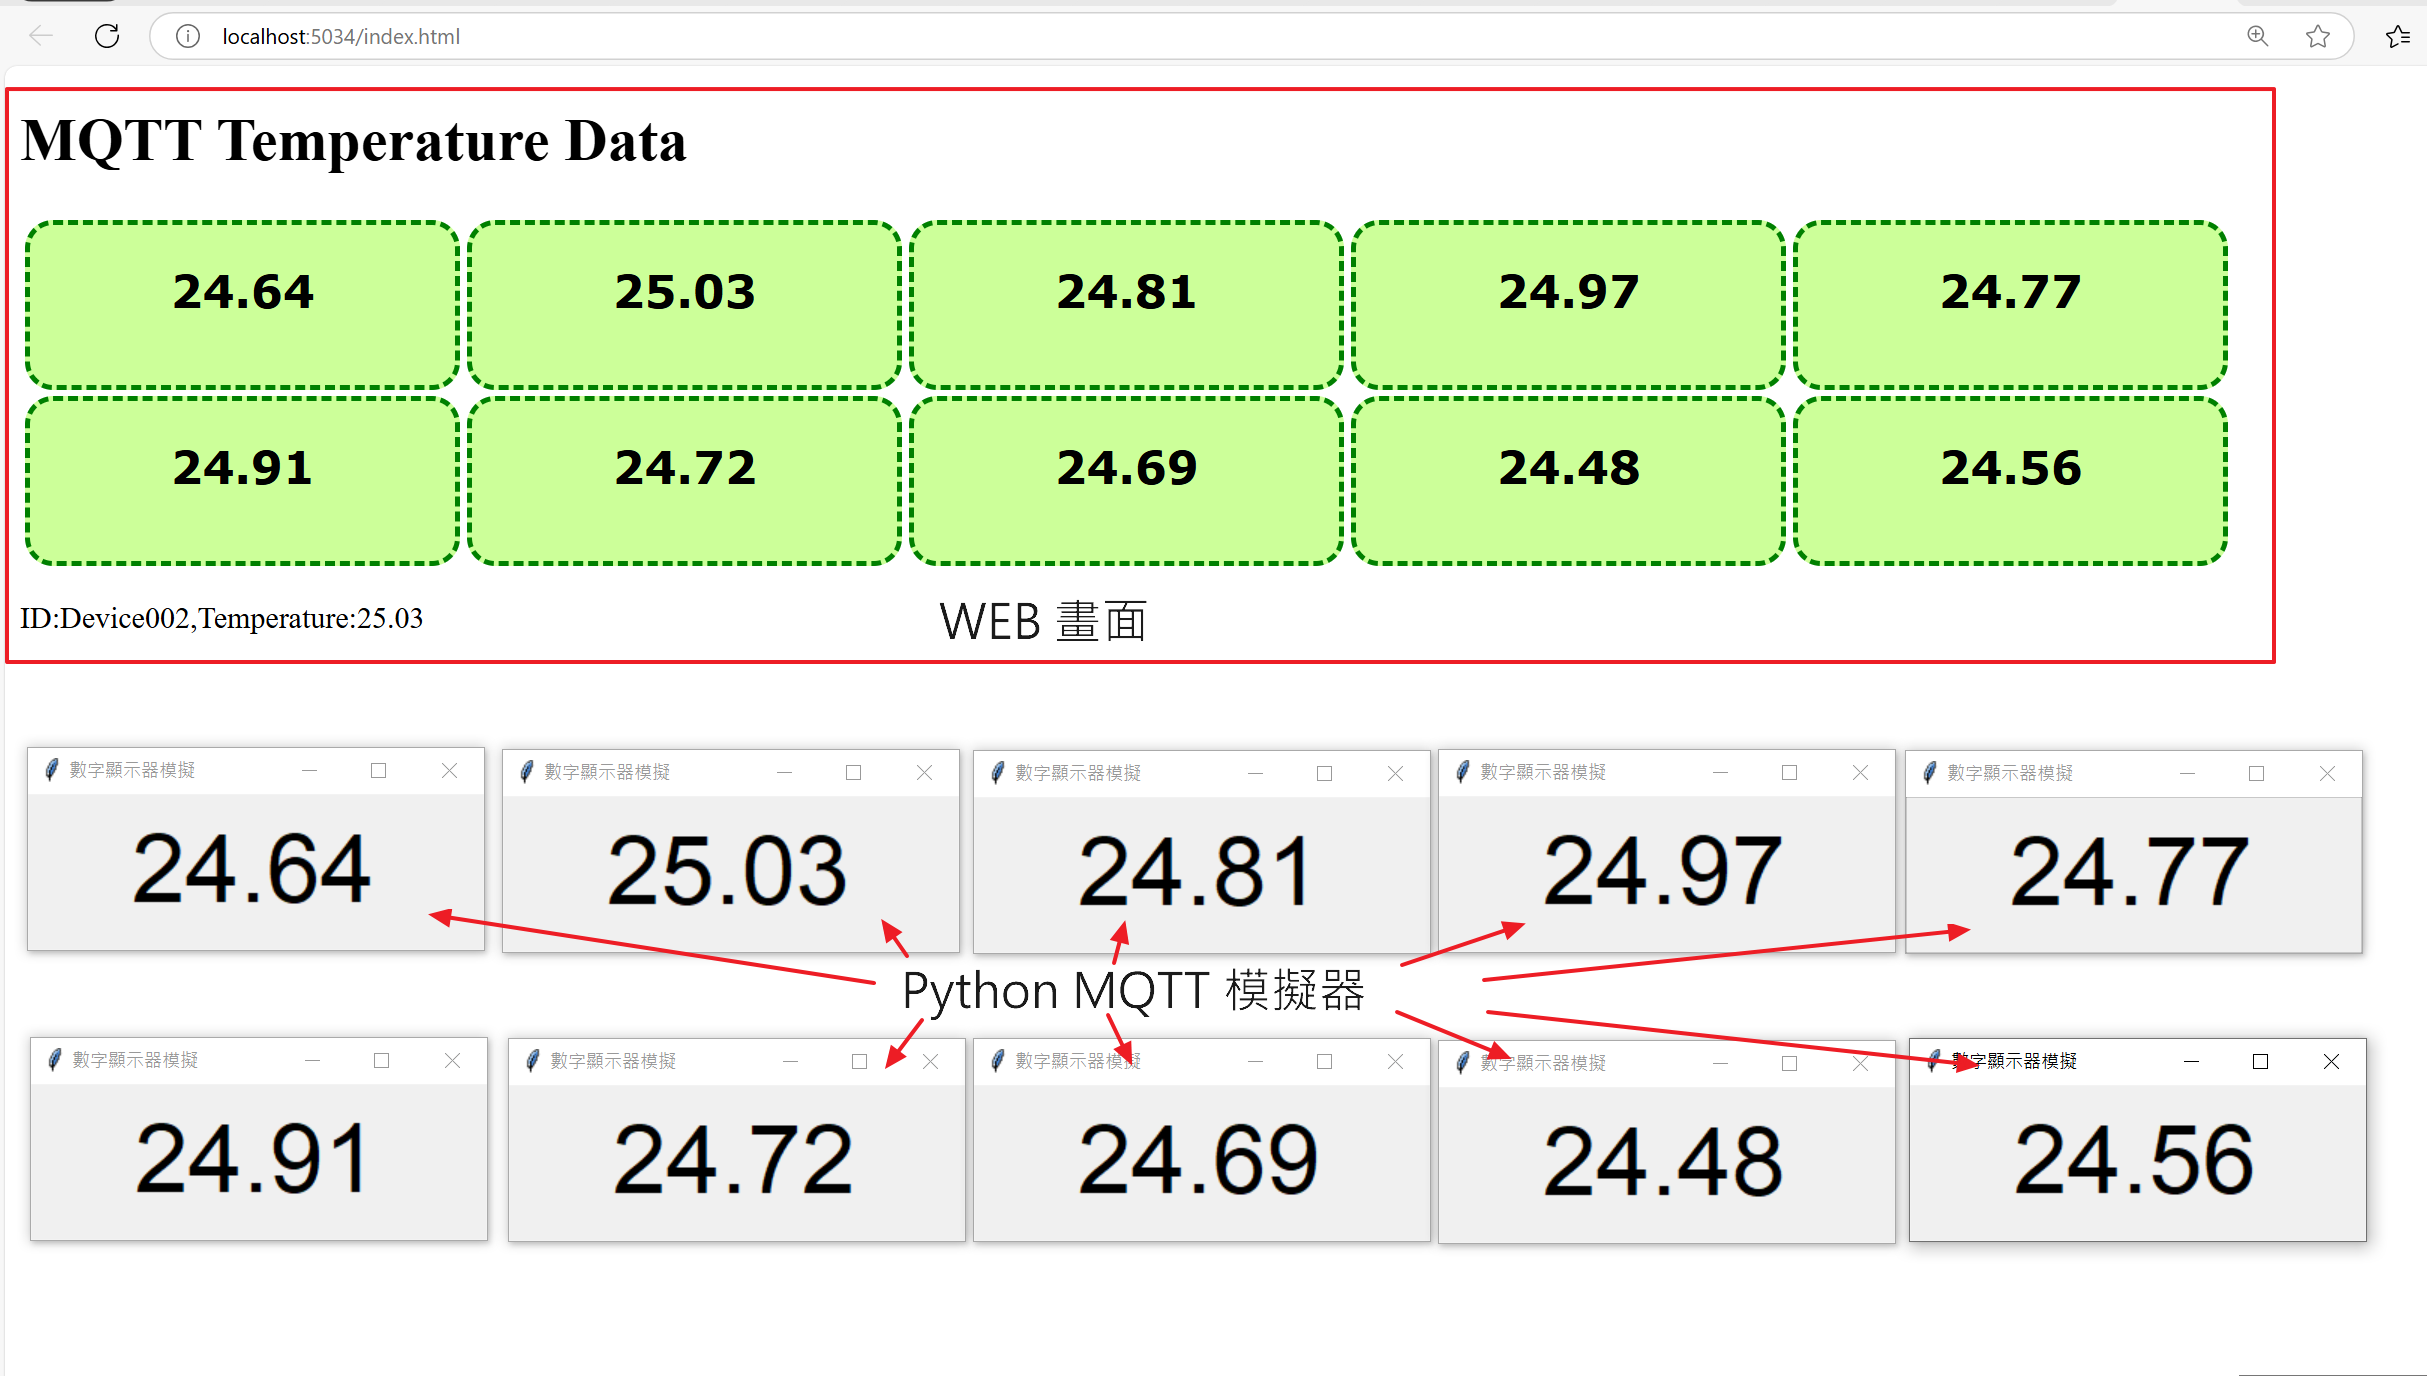 localhost:5034/index.html
MQTT Temperature Data
24.64 25.03 24.81 24.97 24.77
24.91 24.72 24.69 24.48 24.56
ID:Device002,Temperature:25.03
WEB 畫面
數字顯示器模擬 數字顯示器模擬 數字顯示器模擬 數字顯示器模擬 數字顯示器模擬
24.64 25.03 24.81 24.97 24.77
Python MQTT 模擬器
數字顯示器模擬 數字顯示器模擬 數字顯示器模擬 數字顯示器模擬 數字顯示器模擬
24.91 24.72 24.69 24.48 24.56